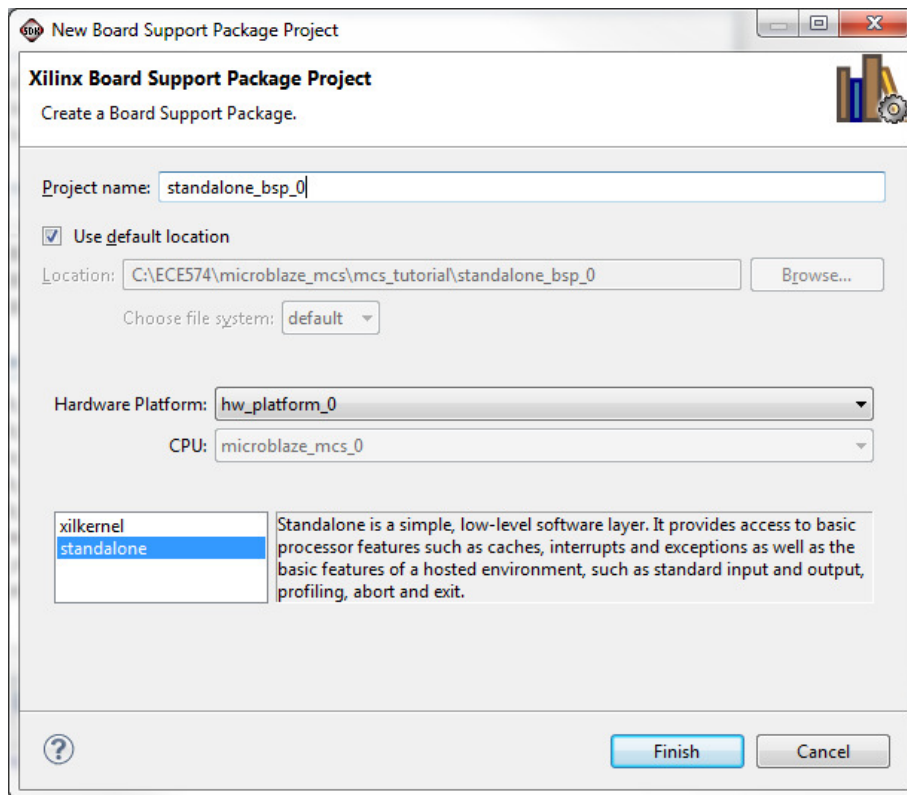 SDK New Board Support Package Project
Xilinx Board Support Package Project
Create a Board Support Package.
Project name: standalone_bsp_0
Use default location
Location: C:\ECE574\microblaze_mcs\mcs_tutorial\standalone_bsp_0 Browse...
Choose file system: default
Hardware Platform: hw_platform_0
CPU: microblaze_mcs_0
xilkernel
standalone
Standalone is a simple, low-level software layer. It provides access to basic
processor features such as caches, interrupts and exceptions as well as the
basic features of a hosted environment, such as standard input and output,
profiling, abort and exit.
? Finish Cancel